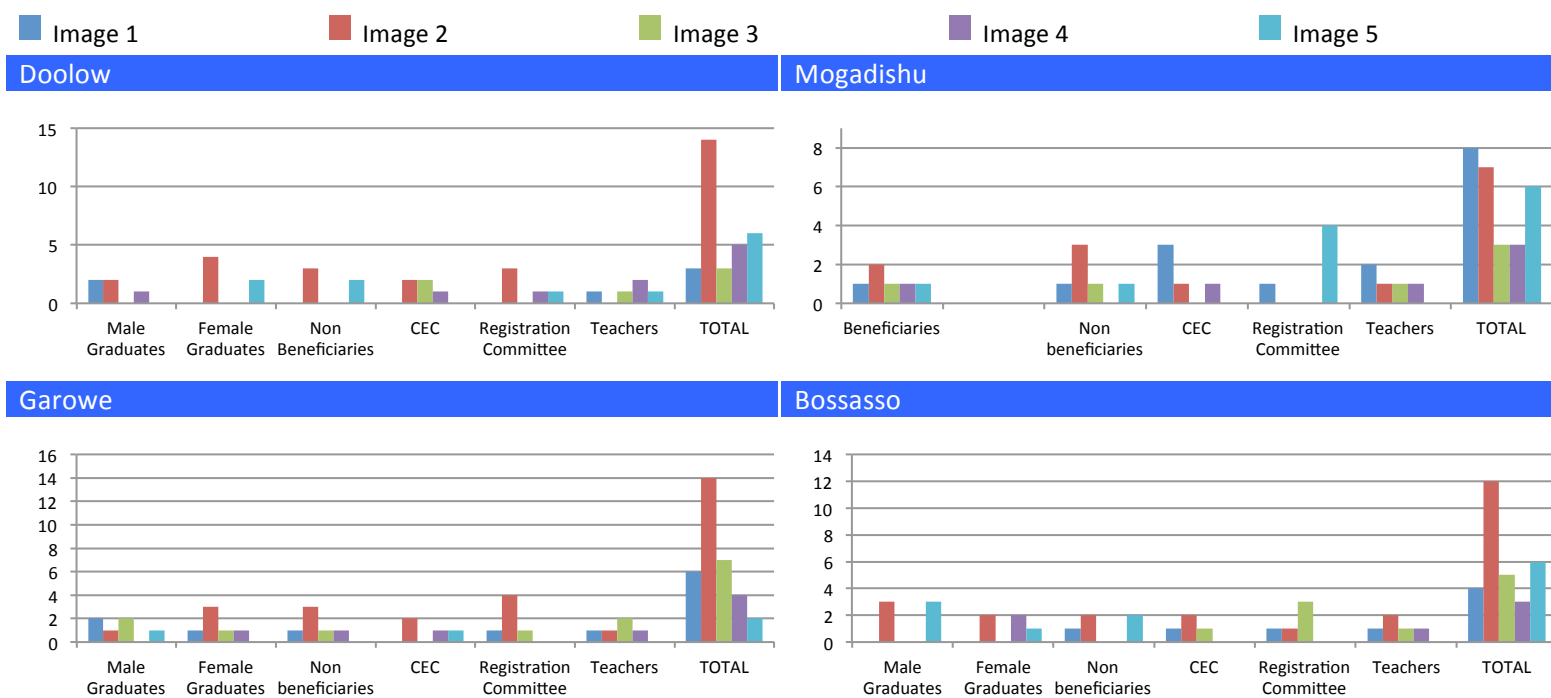 Image 1 Image 2 Image 3 Image 4 Image 5
Doolow
15
10
5
0
Male Graduates
Female Graduates
Non Beneficiaries
CEC
Registration Committee
Teachers
TOTAL
Mogadishu
8
6
4
2
0
Beneficiaries
Non beneficiaries
CEC
Registration Committee
Teachers
TOTAL
Garowe
16
14
12
10
8
6
4
2
0
Male Graduates
Female Graduates
Non beneficiaries
CEC
Registration Committee
Teachers
TOTAL
Bossasso
14
12
10
8
6
4
2
0
Male Graduates
Female Graduates
Non beneficiaries
CEC
Registration Committee
Teachers
TOTAL